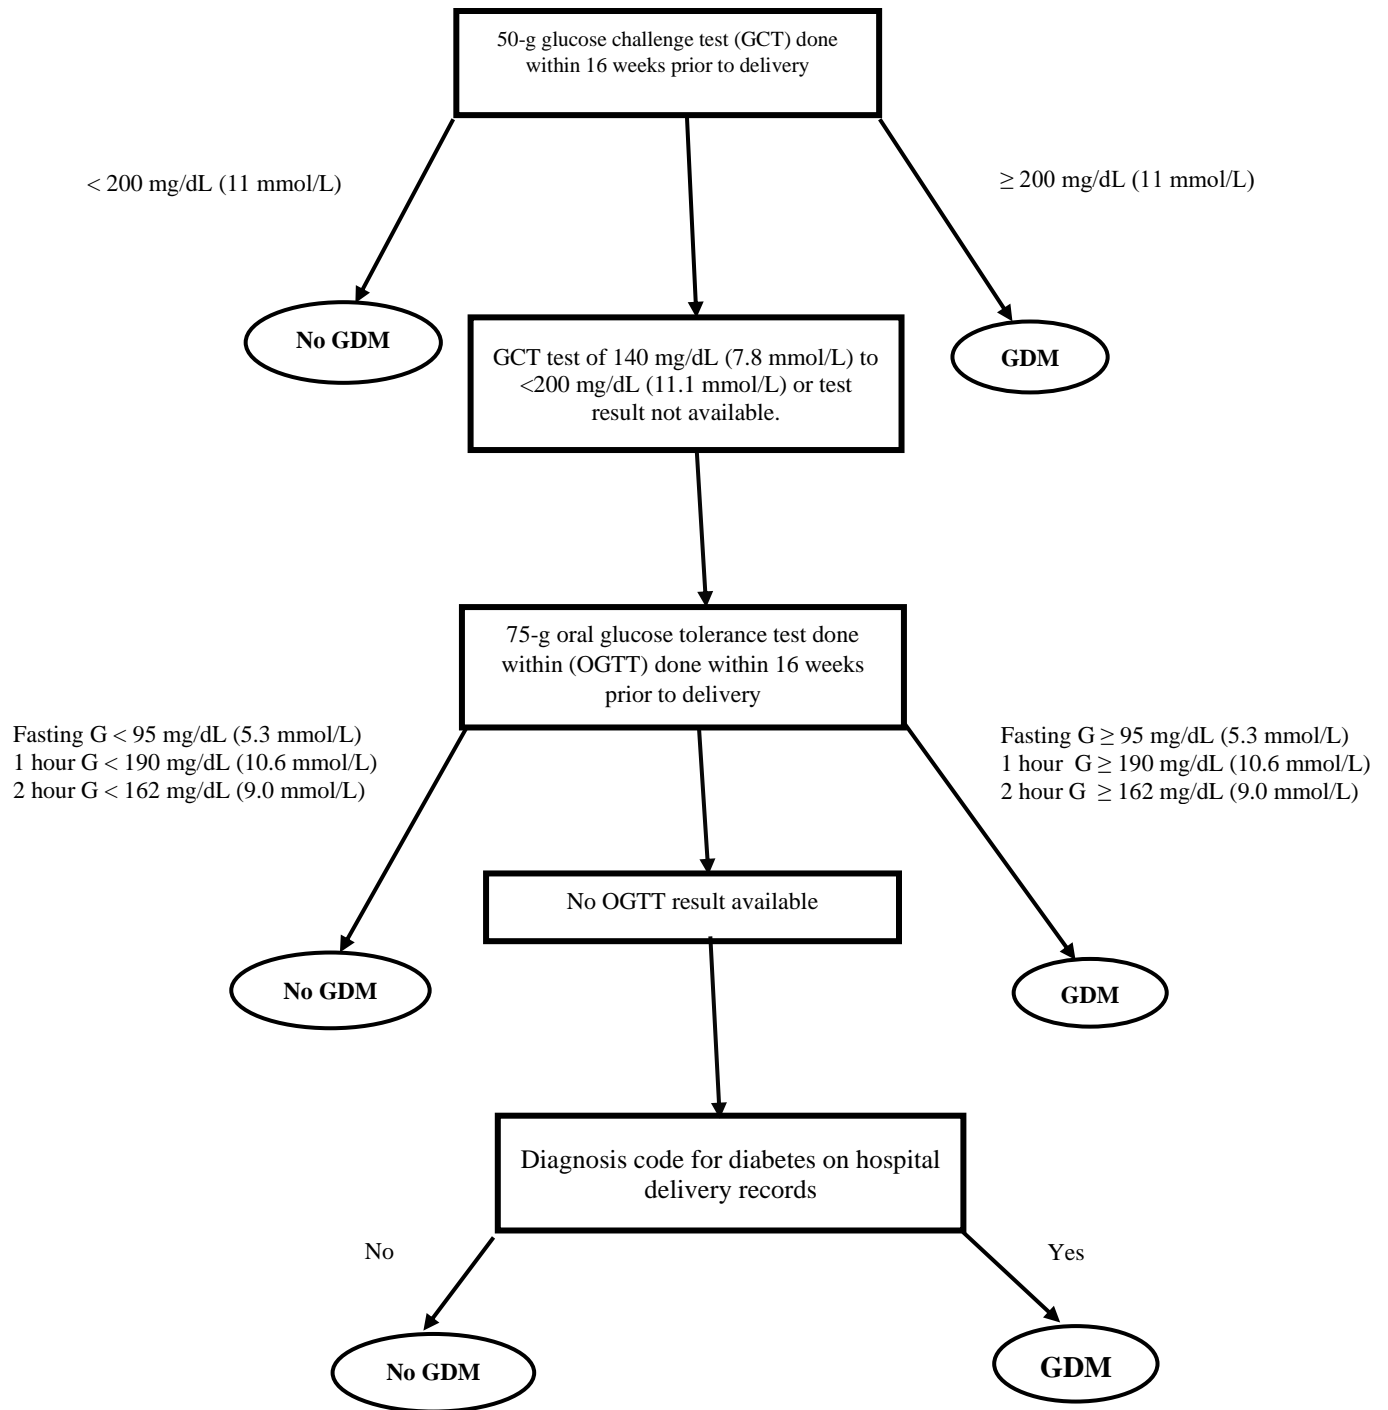 50-g glucose challenge test (GCT) done
within 16 weeks prior to delivery
< 200 mg/dL (11 mmol/L)
≥ 200 mg/dL (11 mmol/L)
No GDM
GCT test of 140 mg/dL (7.8 mmol/L) to
<200 mg/dL (11.1 mmol/L) or test
result not available.
GDM
75-g oral glucose tolerance test done
within (OGTT) done within 16 weeks
prior to delivery
Fasting G < 95 mg/dL (5.3 mmol/L)
1 hour G < 190 mg/dL (10.6 mmol/L)
2 hour G < 162 mg/dL (9.0 mmol/L)
Fasting G ≥ 95 mg/dL (5.3 mmol/L)
1 hour  G ≥ 190 mg/dL (10.6 mmol/L)
2 hour G  ≥ 162 mg/dL (9.0 mmol/L)
No OGTT result available
No GDM
GDM
Diagnosis code for diabetes on hospital
delivery records
No
Yes
No GDM
GDM